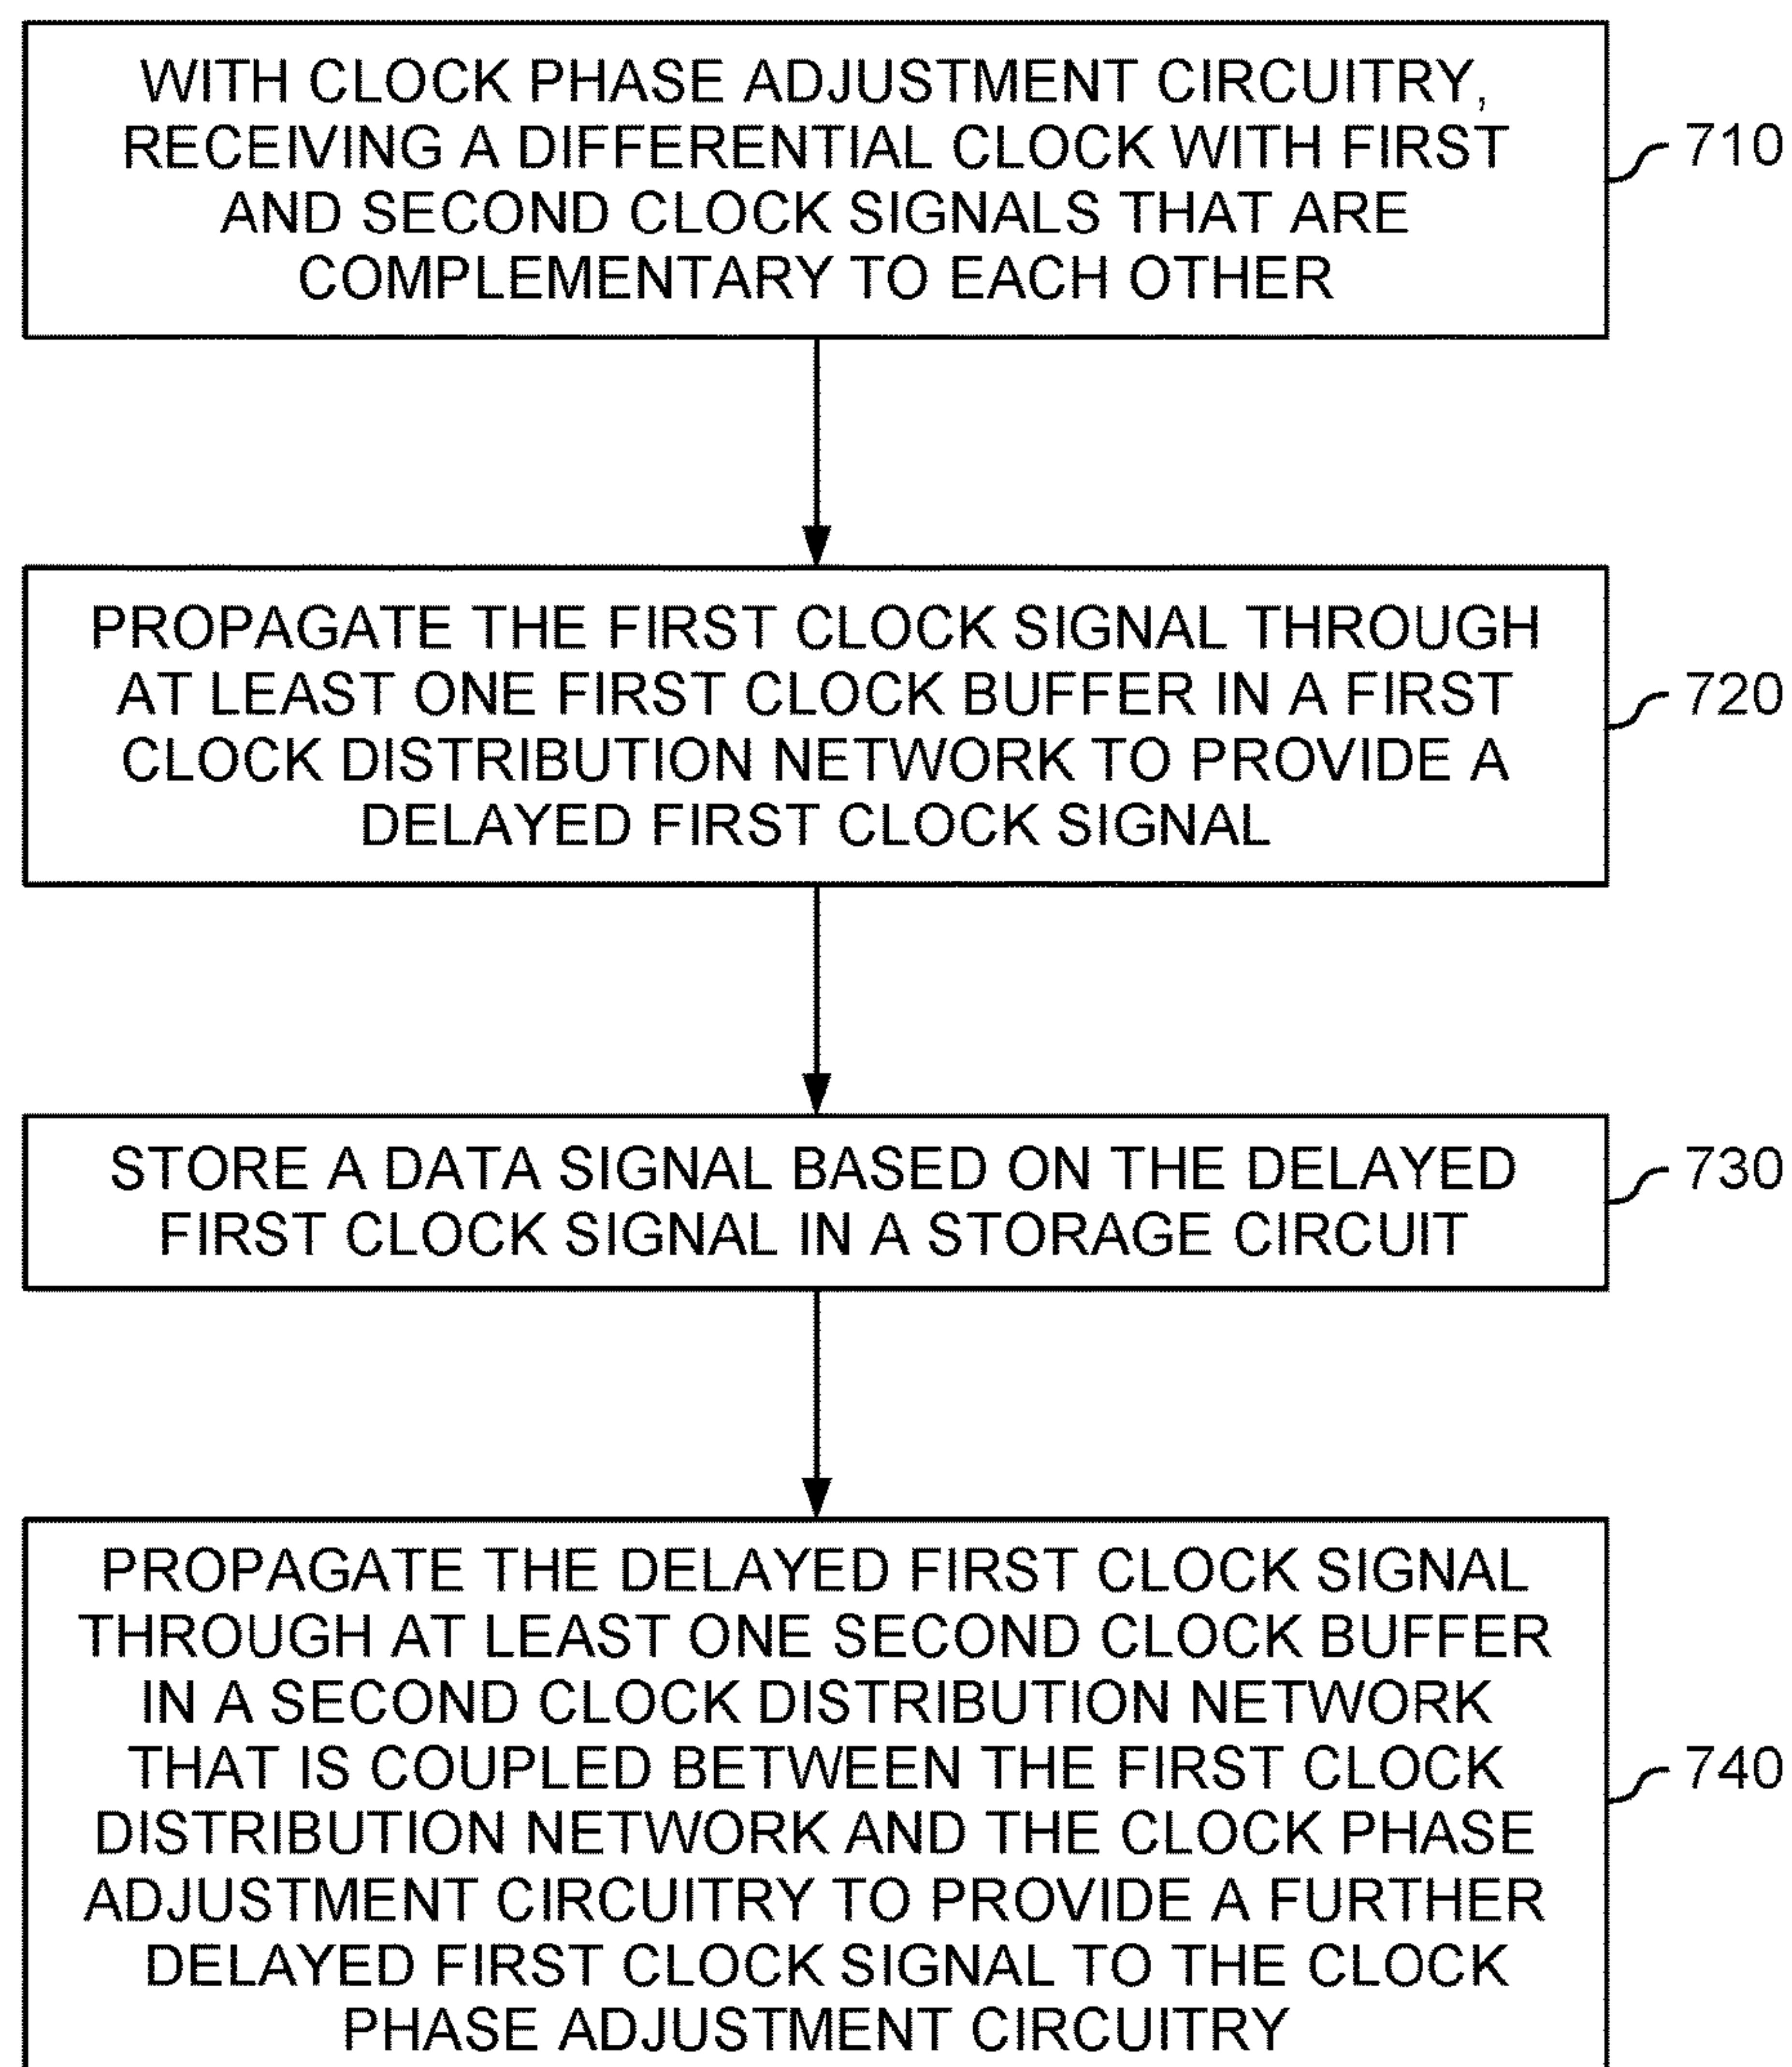 WITH CLOCK PHASE ADJUSTMENT CIRCUITRY,
RECEIVING A DIFFERENTIAL CLOCK WITH FIRST
AND SECOND CLOCK SIGNALS THAT ARE
COMPLEMENTARY TO EACH OTHER
710
PROPAGATE THE FIRST CLOCK SIGNAL THROUGH
AT LEAST ONE FIRST CLOCK BUFFER IN A FIRST
CLOCK DISTRIBUTION NETWORK TO PROVIDE A
DELAYED FIRST CLOCK SIGNAL
720
STORE A DATA SIGNAL BASED ON THE DELAYED
FIRST CLOCK SIGNAL IN A STORAGE CIRCUIT
730
PROPAGATE THE DELAYED FIRST CLOCK SIGNAL
THROUGH AT LEAST ONE SECOND CLOCK BUFFER
IN A SECOND CLOCK DISTRIBUTION NETWORK
THAT IS COUPLED BETWEEN THE FIRST CLOCK
DISTRIBUTION NETWORK AND THE CLOCK PHASE
ADJUSTMENT CIRCUITRY TO PROVIDE A FURTHER
DELAYED FIRST CLOCK SIGNAL TO THE CLOCK
PHASE ADJUSTMENT CIRCUITRY
740